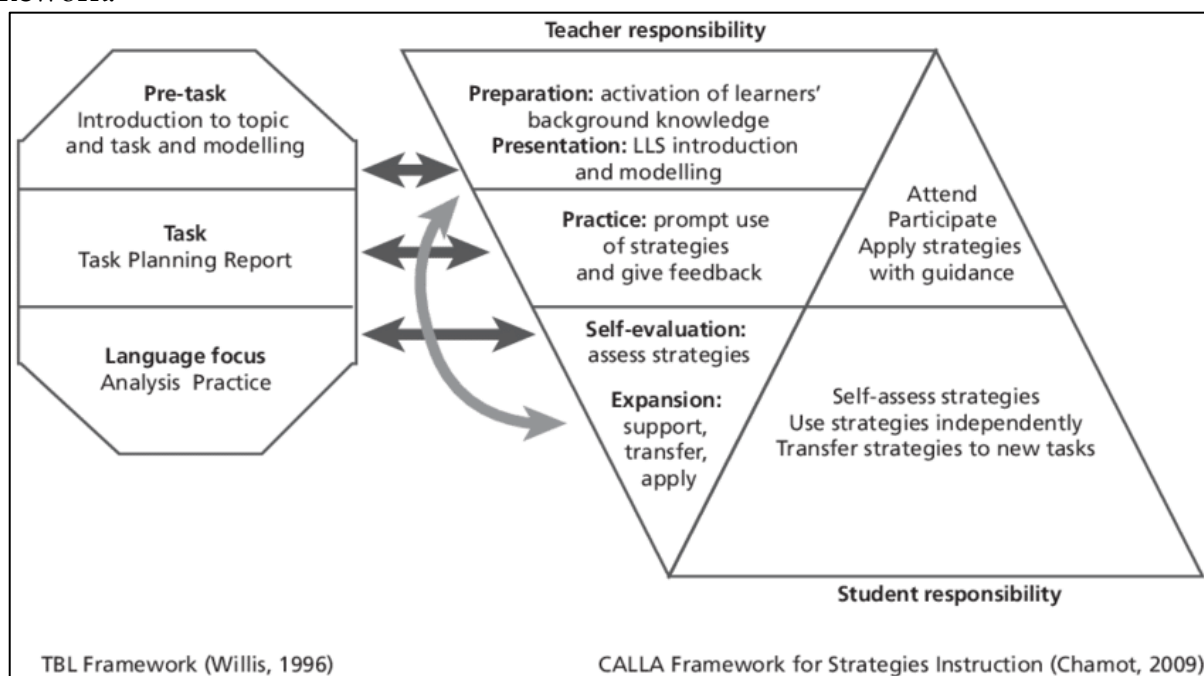 Teacher responsibility
Pre-task
Introduction to topic
and task and modelling
Task
Task Planning Report
Language focus
Analysis Practice
Preparation: activation of learners'
background knowledge
Presentation: LLS introduction
and modelling
Practice: prompt use
of strategies
and give feedback
Self-evaluation:
assess strategies
Expansion:
support,
transfer,
apply
Attend
Participate
Apply strategies
with guidance
Self-assess strategies
Use strategies independently
Transfer strategies to new tasks
Student responsibility
TBL Framework (Willis, 1996)
CALLA Framework for Strategies Instruction (Chamot, 2009)